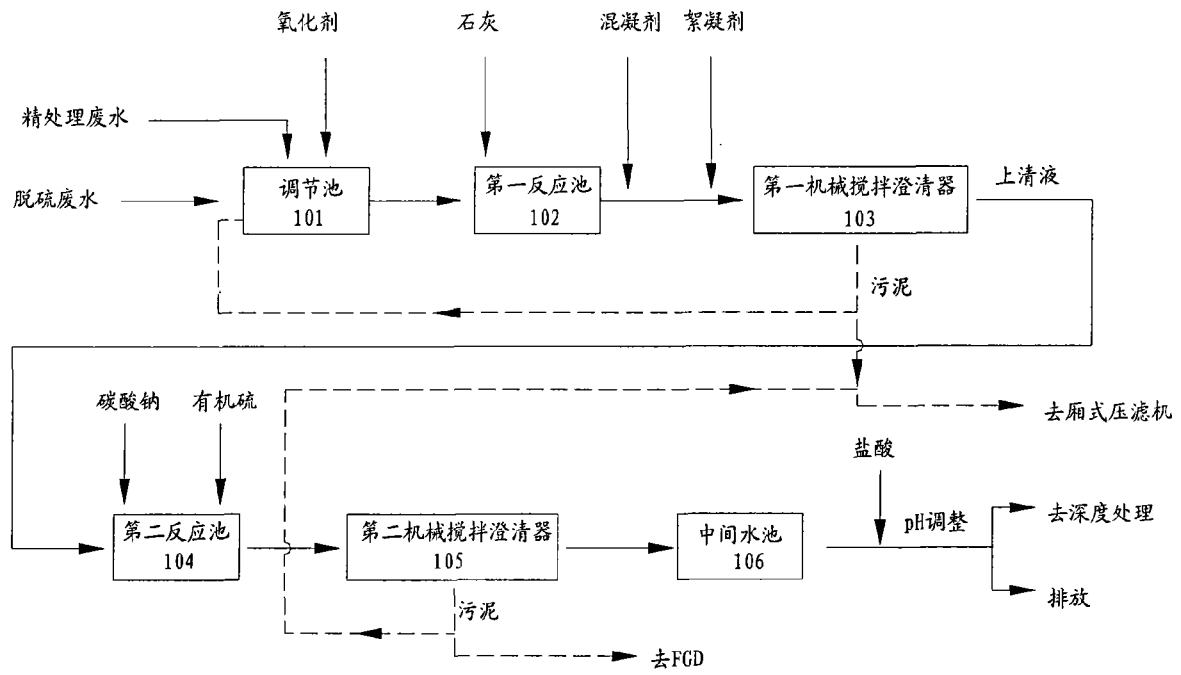 氧化剂
石灰
混凝剂
絮凝剂
精处理废水
脱硫废水
调节池
101
第一反应池
102
第一机械搅拌澄清器
103
上清液
污泥
碳酸钠
有机硫
去厢式压滤机
盐酸
第二反应池
104
第二机械搅拌澄清器
105
中间水池
106
pH调整
去深度处理
排放
污泥
去FGD